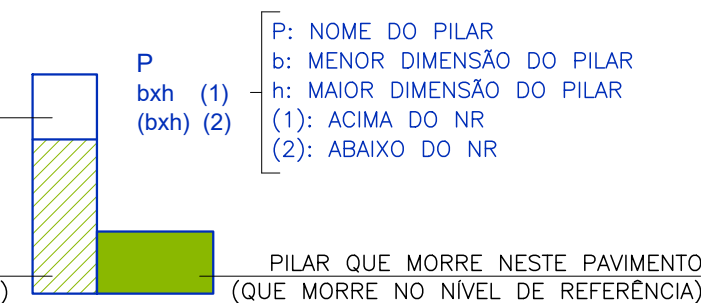 P
bxh (1)
(bxh) (2)
P: NOME DO PILAR
b: MENOR DIMENSÃO DO PILAR
h: MAIOR DIMENSÃO DO PILAR
(1): ACIMA DO NR
(2): ABAIXO DO NR
PILAR QUE MORRE NESTE PAVIMENTO
)
(QUE MORRE NO NÍVEL DE REFERÊNCIA)